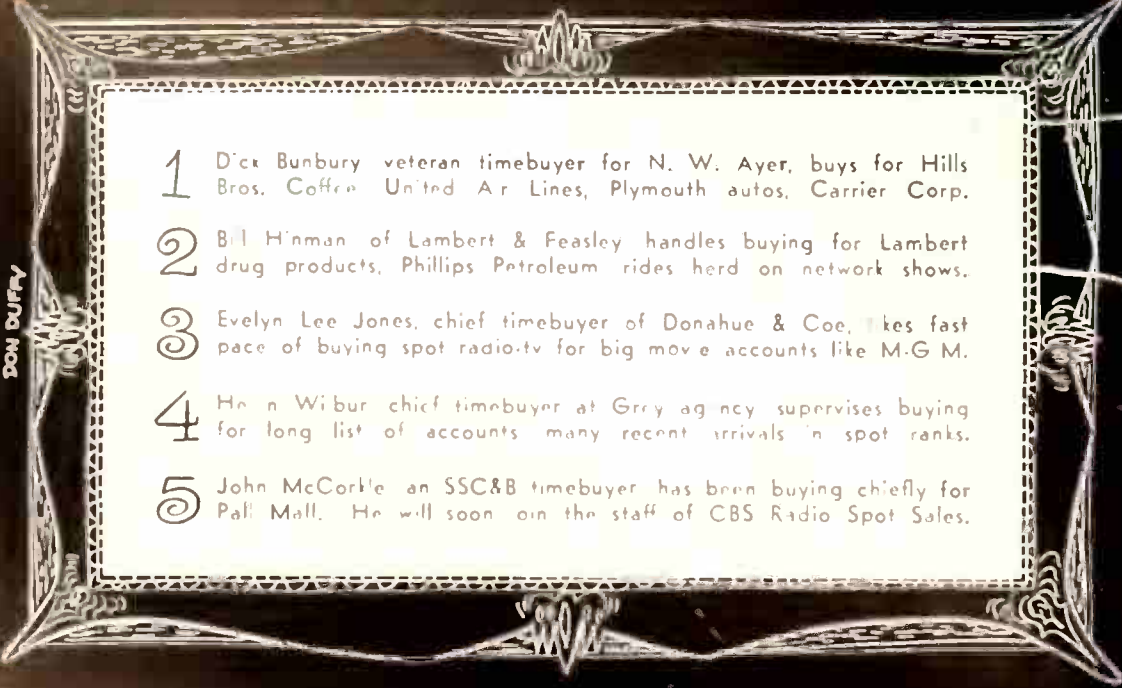 1 Dick Bunbury veteran timebuyer for N. W. Ayer, buys for Hills
Bros. Coffee United Air Lines, Plymouth autos, Carrier Corp.
2 Bill Hinman of Lambert & Feasley handles buying for Lambert
drug products, Phillips Petroleum rides herd on network shows.
3 Evelyn Lee Jones, chief timebuyer of Donahue & Coe, likes fast
pace of buying spot radio-tv for big movie accounts like M-G M.
4 Helen Wilbur chief timebuyer at Grey agency supervises buying
for long list of accounts many recent arrivals in spot ranks.
5 John McCorkle an SSC&B timebuyer has been buying chiefly for
Pall Mall. He will soon join the staff of CBS Radio Spot Sales.
DON DUFFY